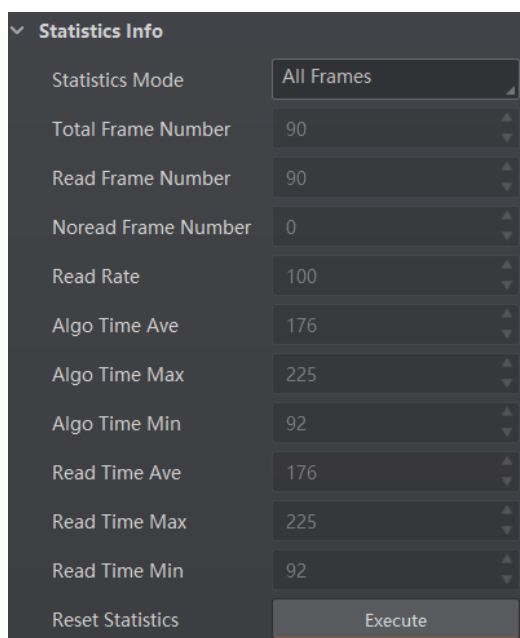 Statistics Info
Statistics Mode All Frames
Total Frame Number 90
Read Frame Number 90
Noread Frame Number 0
Read Rate 100
Algo Time Ave 176
Algo Time Max 225
Algo Time Min 92
Read Time Ave 176
Read Time Max 225
Read Time Min 92
Reset Statistics Execute